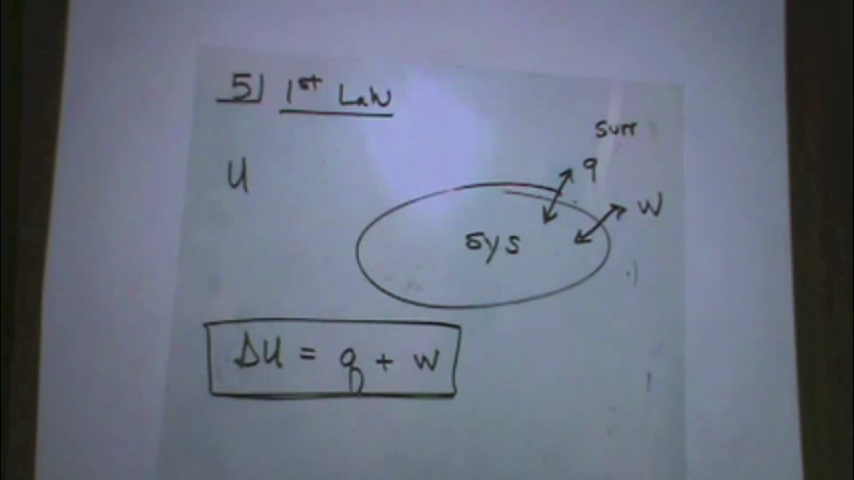 5) 1st Law
surr
q
U
w
sys
ΔU = q + w